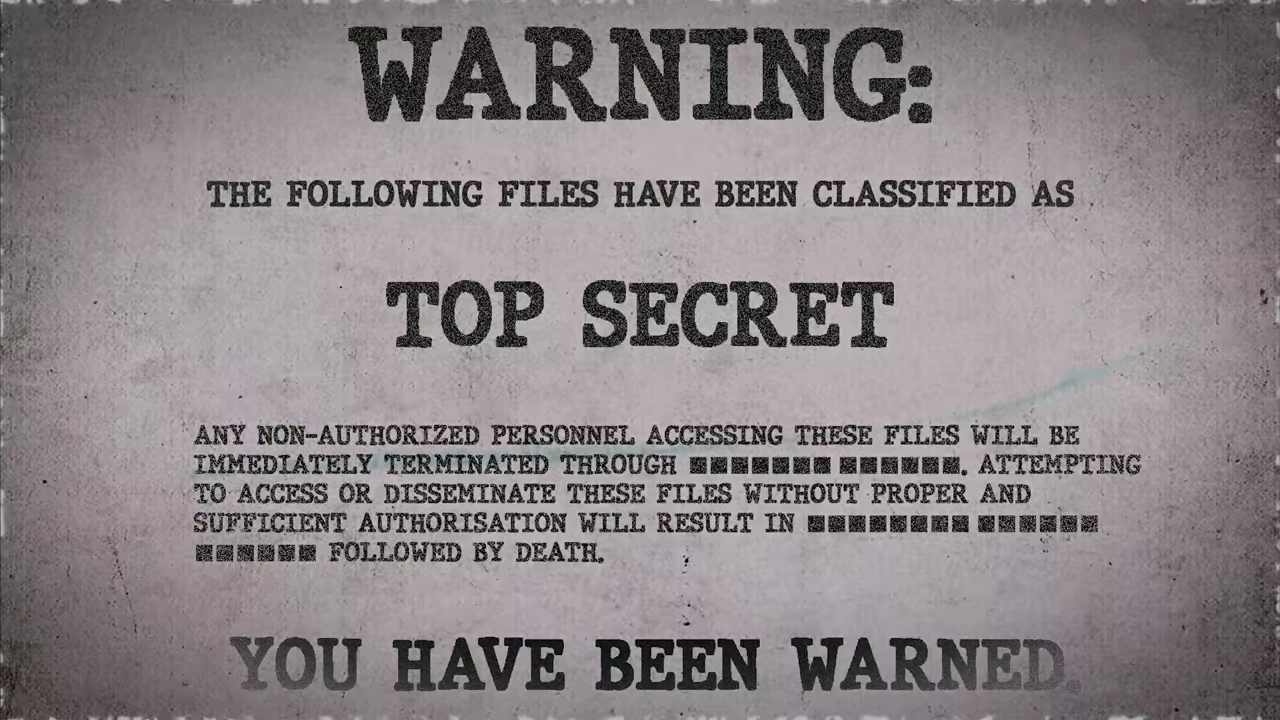 WARNING:
THE FOLLOWING FILES HAVE BEEN CLASSIFIED AS
TOP SECRET
ANY NON-AUTHORIZED PERSONNEL ACCESSING THESE FILES WILL BE
IMMEDIATELY TERMINATED THROUGH ■■■■■■■ ■■■■■■. ATTEMPTING
TO ACCESS OR DISSEMINATE THESE FILES WITHOUT PROPER AND
SUFFICIENT AUTHORISATION WILL RESULT IN ■■■■■■■■ ■■■■■■
■■■■■■ FOLLOWED BY DEATH.
YOU HAVE BEEN WARNED.